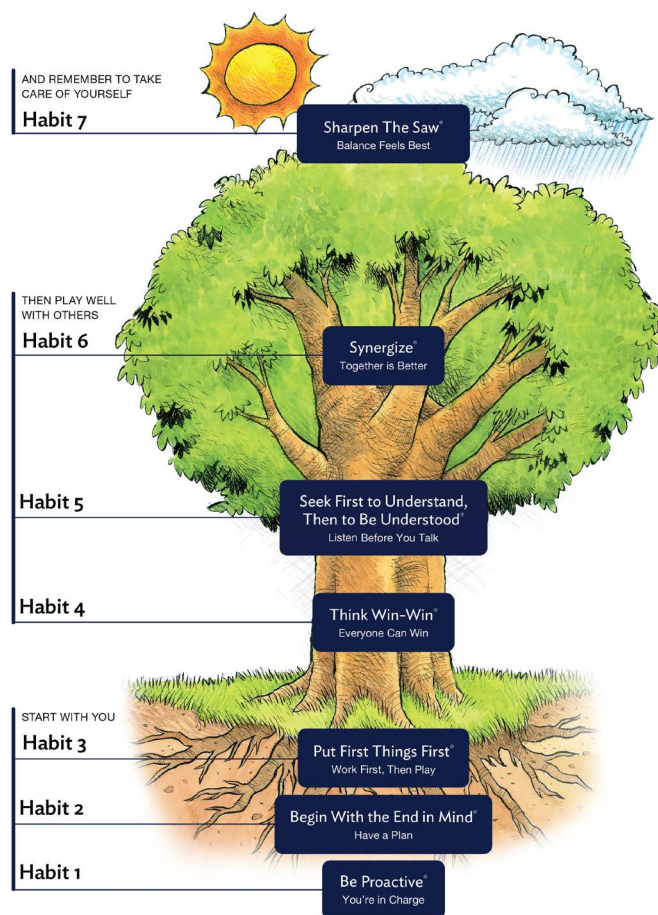 AND REMEMBER TO TAKE
CARE OF YOURSELF
Habit 7
Sharpen The Saw®
Balance Feels Best
THEN PLAY WELL
WITH OTHERS
Habit 6
Synergize®
Together is Better
Habit 5
Seek First to Understand,
Then to Be Understood®
Listen Before You Talk
Habit 4
Think Win-Win®
Everyone Can Win
START WITH YOU
Habit 3
Put First Things First®
Work First, Then Play
Habit 2
Begin With the End in Mind®
Have a Plan
Habit 1
Be Proactive®
You're in Charge